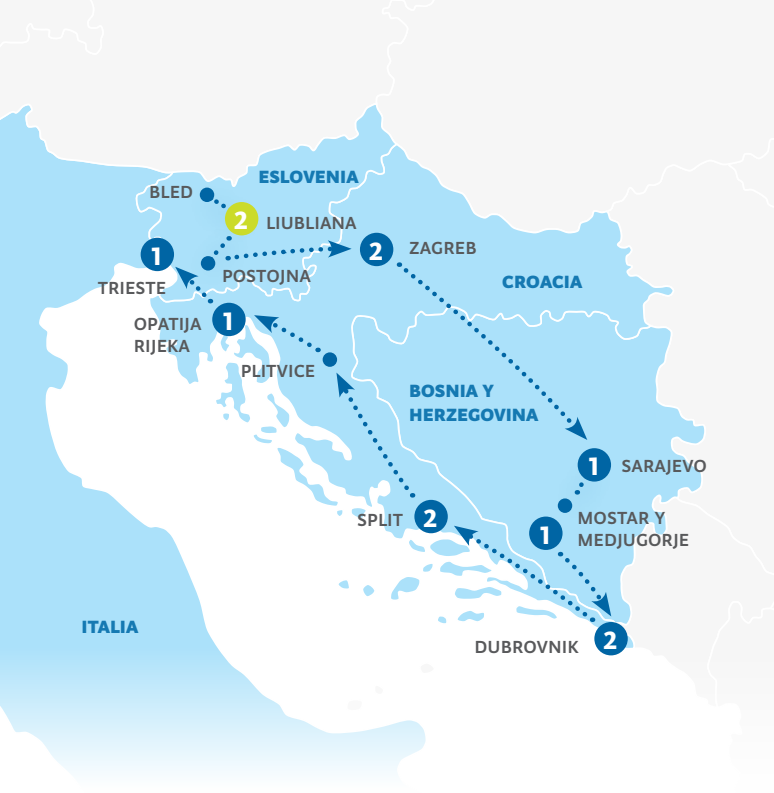 ESLOVENIA
BLED
2
LIUBLIANA
1
2
ZAGREB
POSTOJNA
TRIESTE
CROACIA
OPATIJA
RIJEKA
1
PLITVICE
BOSNIA Y
HERZEGOVINA
1
SARAJEVO
SPLIT
2
1
MOSTAR Y
MEDJUGORJE
ITALIA
DUBROVNIK
2